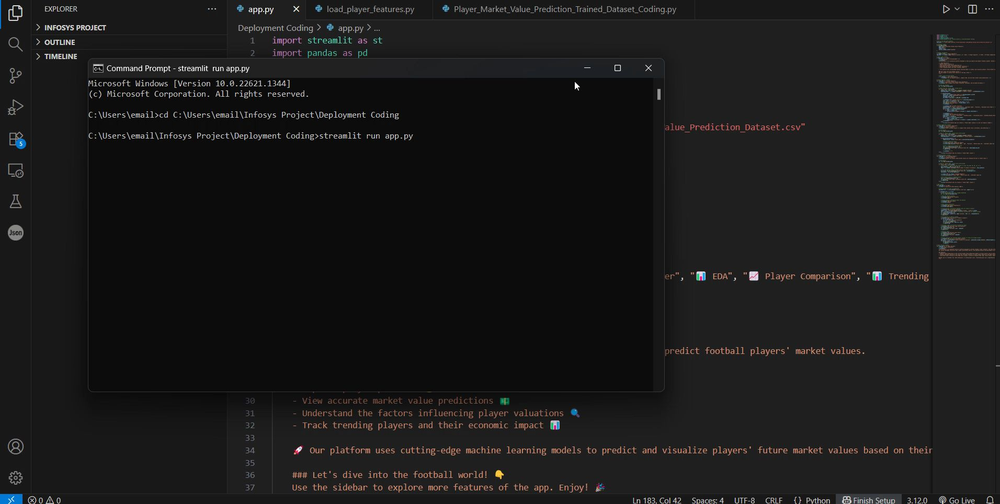 EXPLORER
INFOSYS PROJECT
OUTLINE
TIMELINE
5
Json
app.py
load_player_features.py
Player_Market_Value_Prediction_Trained_Dataset_Coding.py
Deployment Coding > app.py > ...
1 import streamlit as st
2 import pandas as pd
Command Prompt - streamlit run app.py
Microsoft Windows [Version 10.0.22621.1344]
(c) Microsoft Corporation. All rights reserved.
C:\Users\email>cd C:\Users\email\Infosys Project\Deployment Coding
C:\Users\email\Infosys Project\Deployment Coding>streamlit run app.py
alue_Prediction_Dataset.csv"
er", "📊 EDA", "📈 Player Comparison", "📊 Trending
predict football players' market values.
30 - View accurate market value predictions 💵
31 - Understand the factors influencing player valuations 🔍
32 - Track trending players and their economic impact 📊
33
34 🚀 Our platform uses cutting-edge machine learning models to predict and visualize players' future market values based on their
35
36 ### Let's dive into the football world! 👇
37 Use the sidebar to explore more features of the app. Enjoy! 🎉
0 0
Ln 183, Col 42 Spaces: 4 UTF-8 CRLF {} Python Finish Setup 3.12.0 Go Live